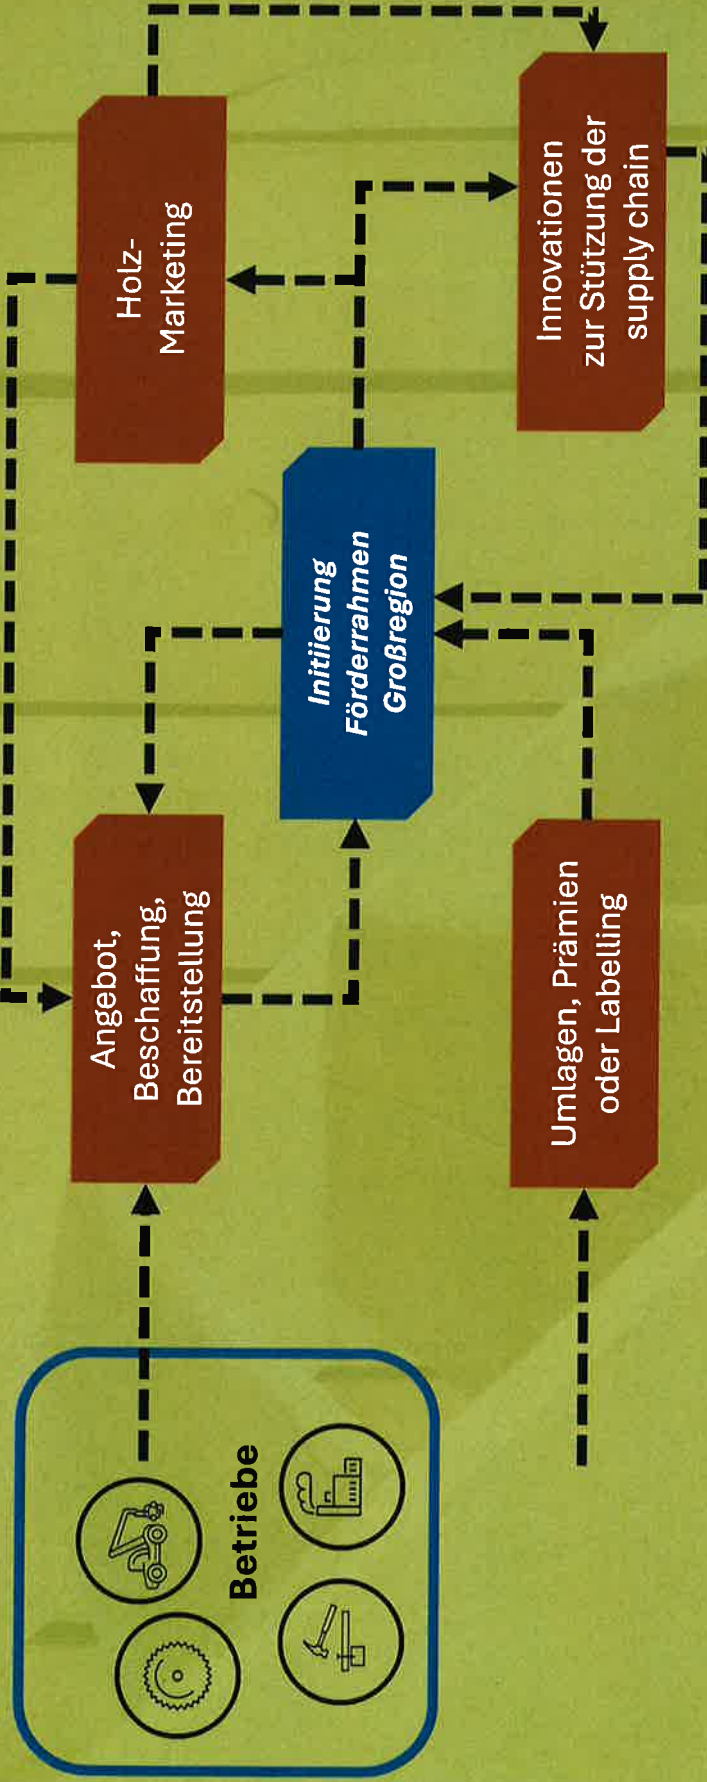 Betriebe
Angebot,
Beschaffung,
Bereitstellung
Umlagen, Prämien
oder Labelling
Initiierung
Förderrahmen
Großregion
Holz-
Marketing
Innovationen
zur Stützung der
supply chain